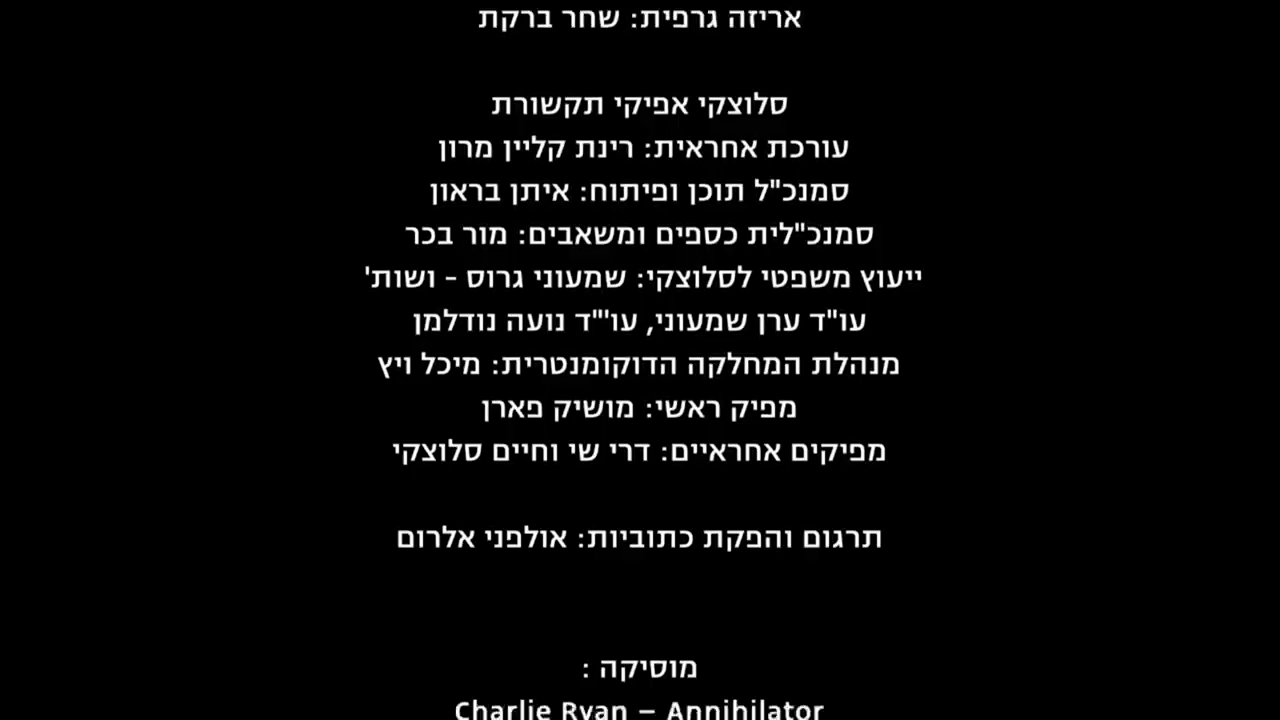 אריזה גרפית: שחר ברקת
סלוצקי אפיקי תקשורת
עורכת אחראית: רינת קליין מרון
סמנכ"ל תוכן ופיתוח: איתן בראון
סמנכ"לית כספים ומשאבים: מור בכר
ייעוץ משפטי לסלוצקי: שמעוני גרוס - ושות'
עו"ד ערן שמעוני, עו"'ד נועה נודלמן
מנהלת המחלקה הדוקומנטרית: מיכל ויץ
מפיק ראשי: מושיק פארן
מפיקים אחראיים: דרי שי וחיים סלוצקי
תרגום והפקת כתוביות: אולפני אלרום
מוסיקה :
Charlie Ryan – Annihilator